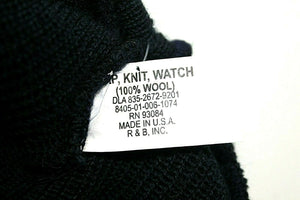 P, KNIT, WATCH
(100% WOOL)
DLA 835-2672-9201
8405-01-006-1074
RN 93084
MADE IN U.S.A.
R & B, INC.